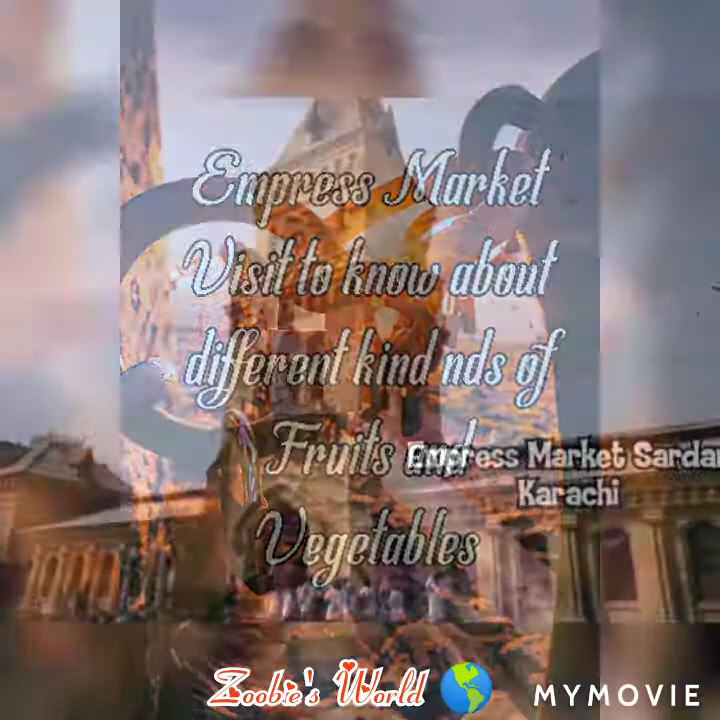 Empress Market
Visit to know about
different kind nds of
Fruits and
Vegetables
Empress Market Sardar
Karachi
Zoobie's World
MYMOVIE